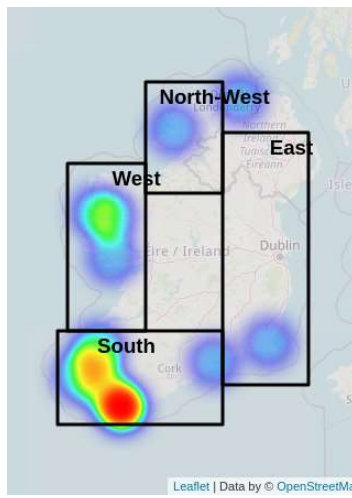 North-West
Londonderry
Northern
Ireland /
Tuaisceart
Éireann
East
West
Éire / Ireland
Dublin
South
Cork
Leaflet | Data by © OpenStreetMa